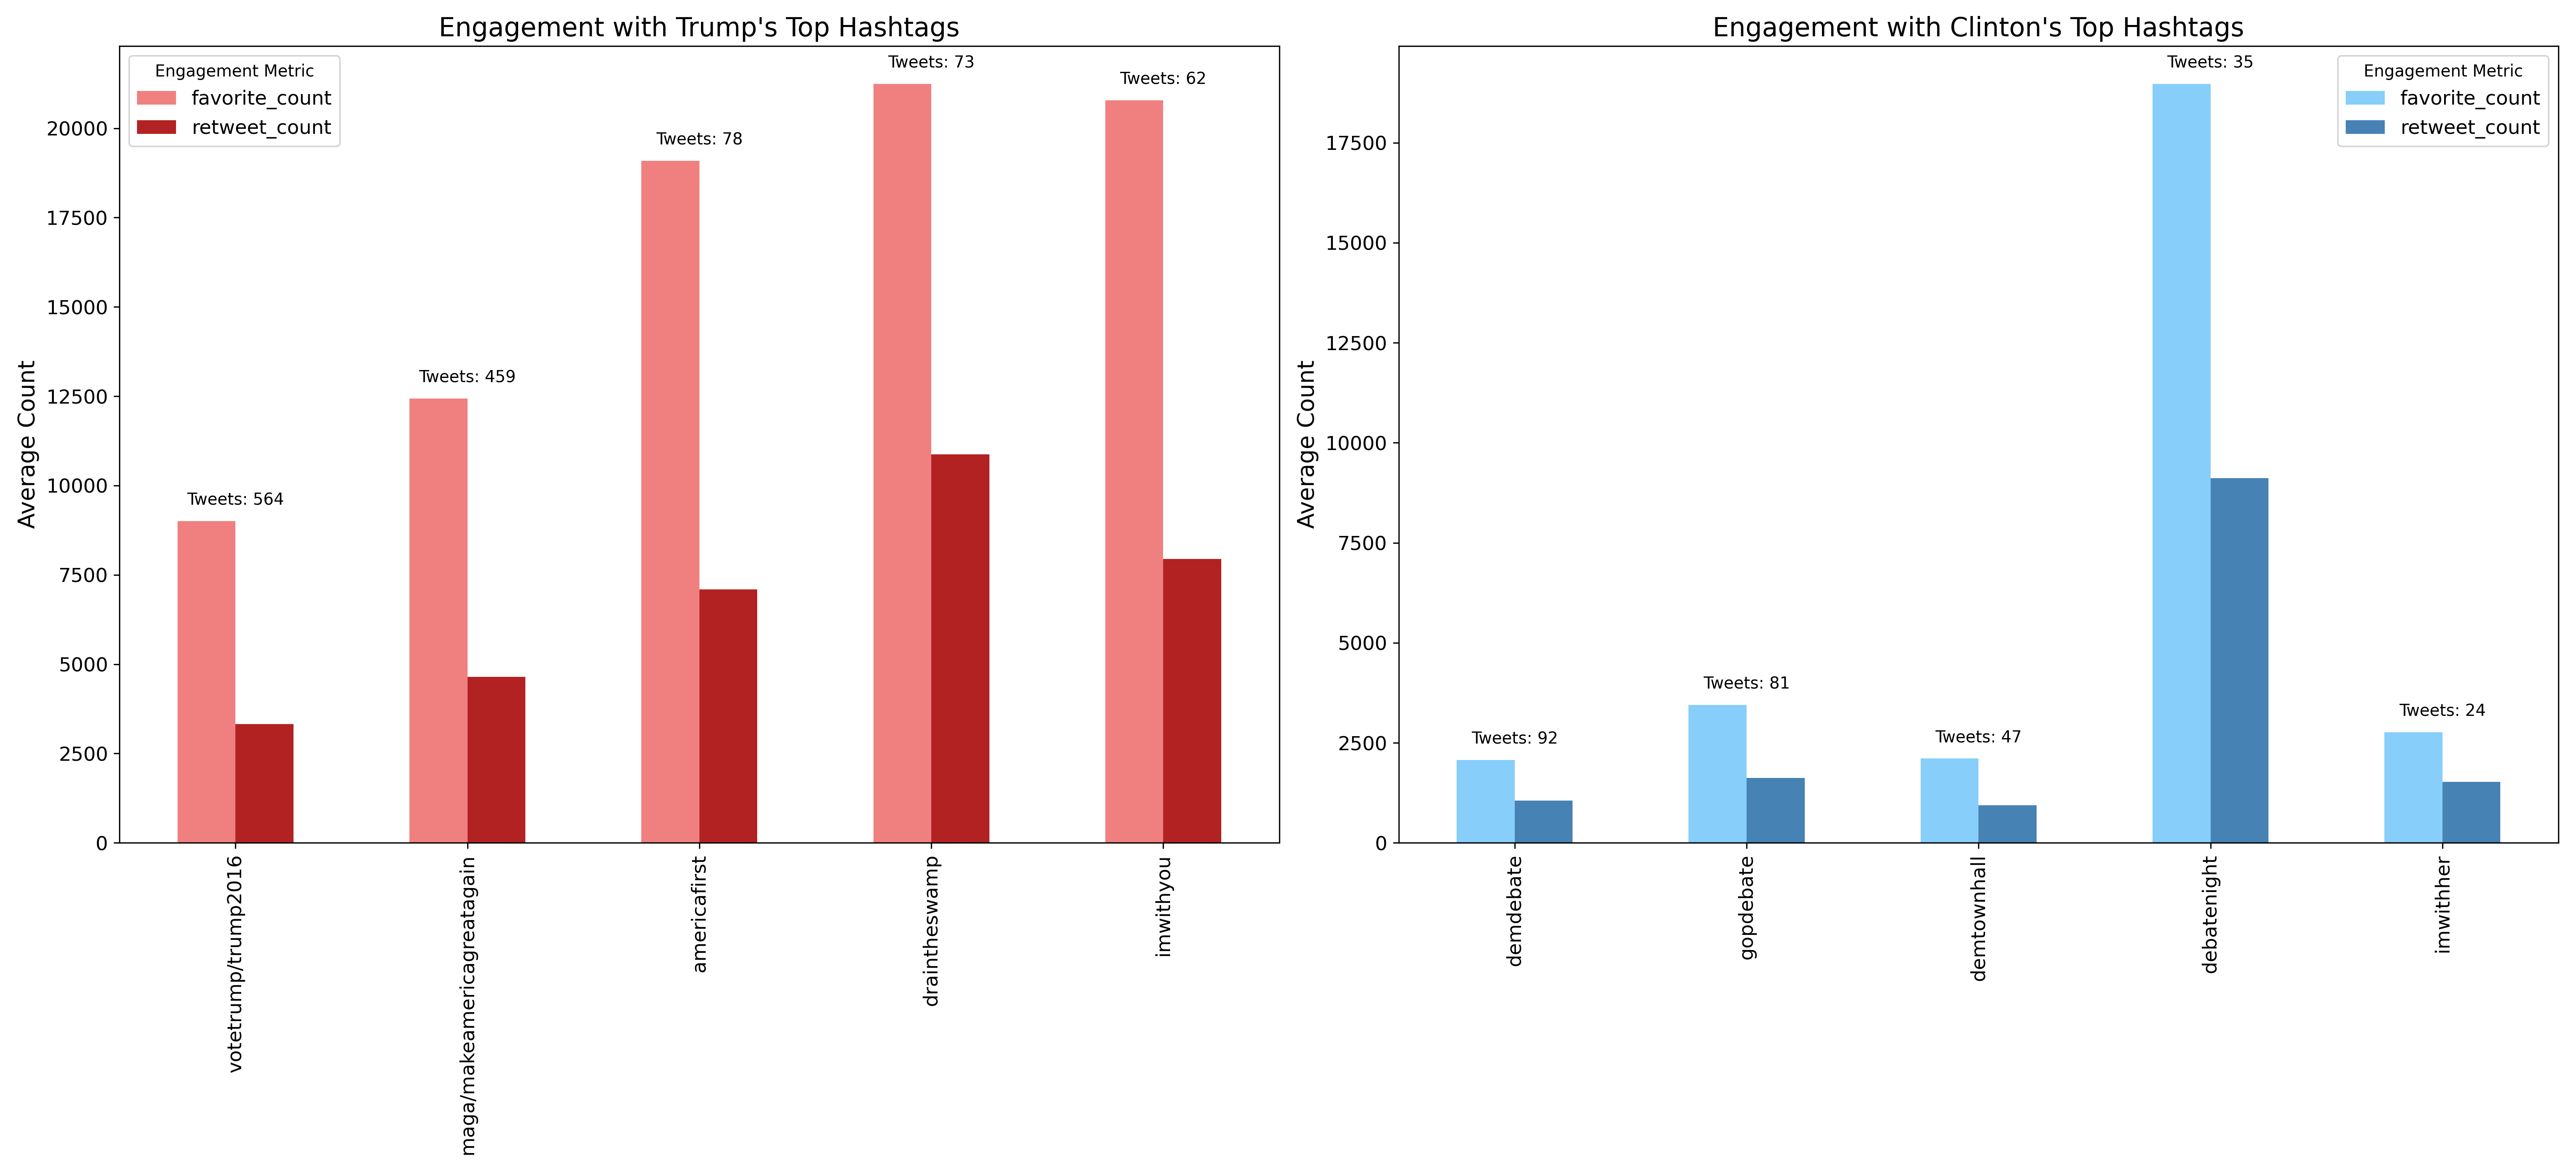 Engagement with Trump's Top Hashtags
Engagement Metric
favorite_count
retweet_count
Average Count
20000
17500
15000
12500
10000
7500
5000
2500
0
Tweets: 564
Tweets: 459
Tweets: 78
Tweets: 73
Tweets: 62
votetrump/trump2016
maga/makeamericagreatagain
americafirst
draintheswamp
imwithyou
Engagement with Clinton's Top Hashtags
Engagement Metric
favorite_count
retweet_count
Average Count
17500
15000
12500
10000
7500
5000
2500
0
Tweets: 92
Tweets: 81
Tweets: 47
Tweets: 35
Tweets: 24
demdebate
gopdebate
demtownhall
debatenight
imwithher